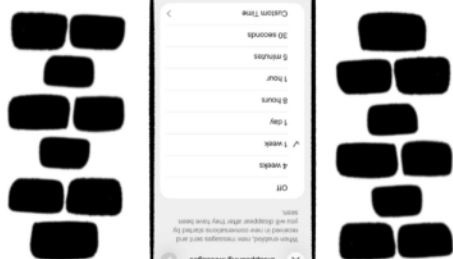 When enabled, new messages sent and
received in new conversations started by
you will disappear after they have been
seen.
Off
4 weeks
1 week
1 day
8 hours
1 hour
5 minutes
30 seconds
Custom Time